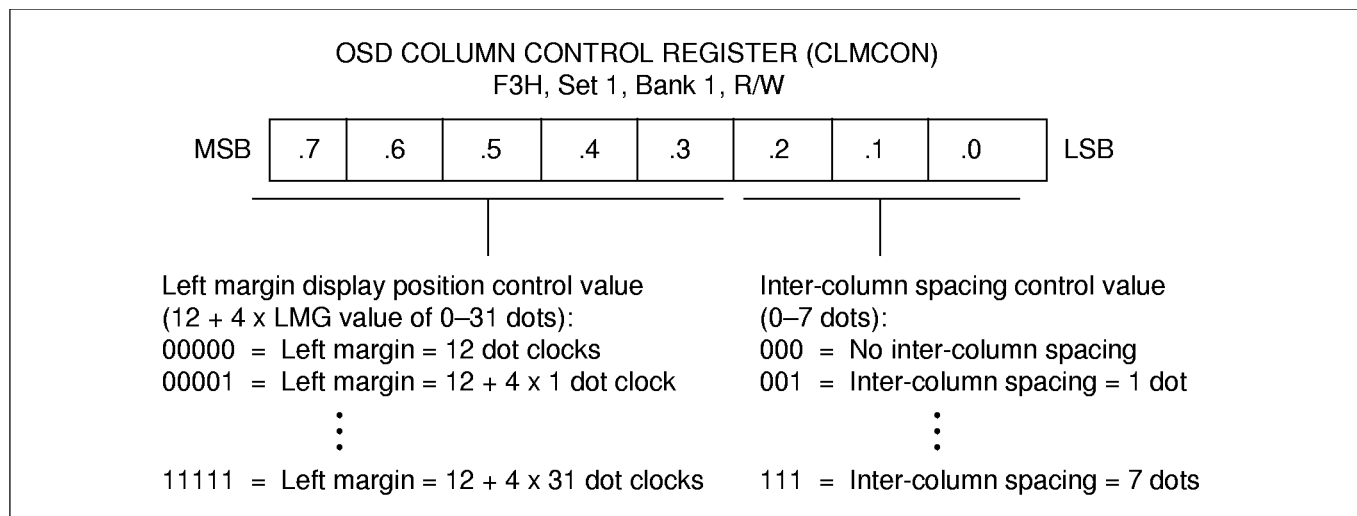 OSD COLUMN CONTROL REGISTER (CLMCON)
F3H, Set 1, Bank 1, R/W
MSB .7 .6 .5 .4 .3 .2 .1 .0 LSB
Left margin display position control value
(12 + 4 x LMG value of 0–31 dots):
00000 = Left margin = 12 dot clocks
00001 = Left margin = 12 + 4 x 1 dot clock
11111 = Left margin = 12 + 4 x 31 dot clocks
Inter-column spacing control value
(0–7 dots):
000 = No inter-column spacing
001 = Inter-column spacing = 1 dot
111 = Inter-column spacing = 7 dots